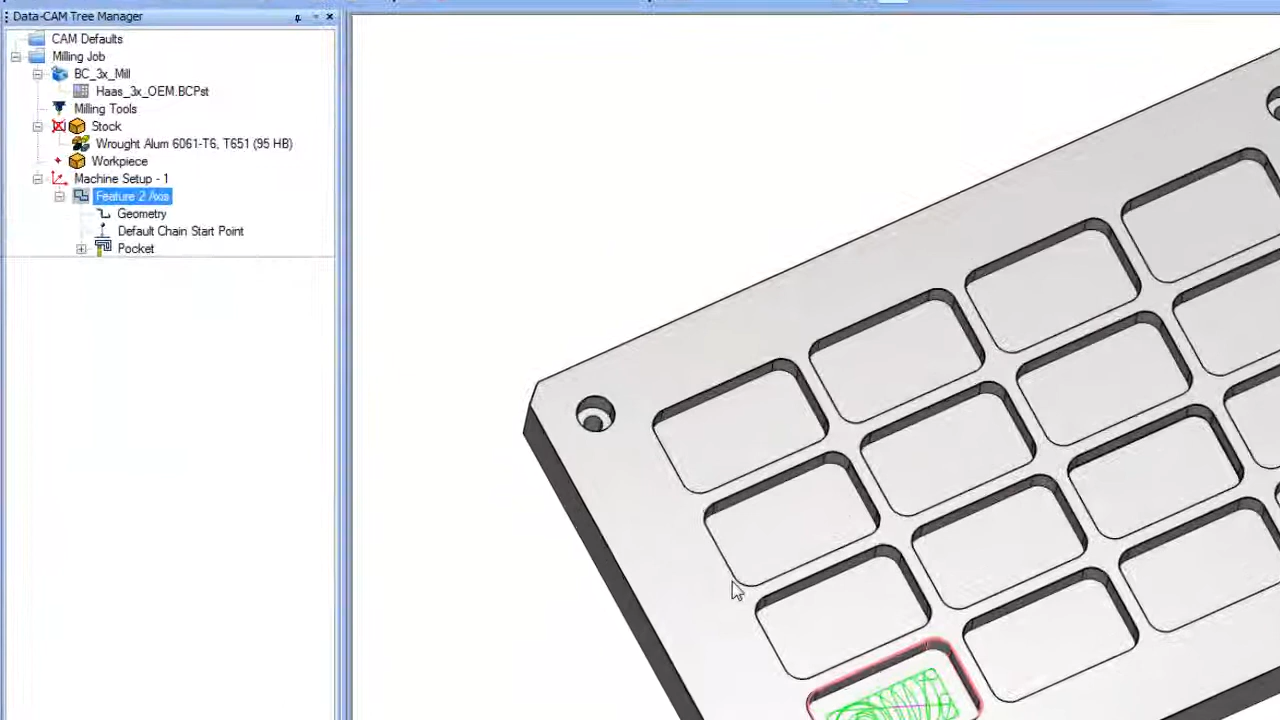 Data-CAM Tree Manager
CAM Defaults
Milling Job
BC_3x_Mill
Haas_3x_OEM.BCPst
Milling Tools
Stock
Wrought Alum 6061-T6, T651 (95 HB)
Workpiece
Machine Setup - 1
Feature 2 Axis
Geometry
Default Chain Start Point
Pocket